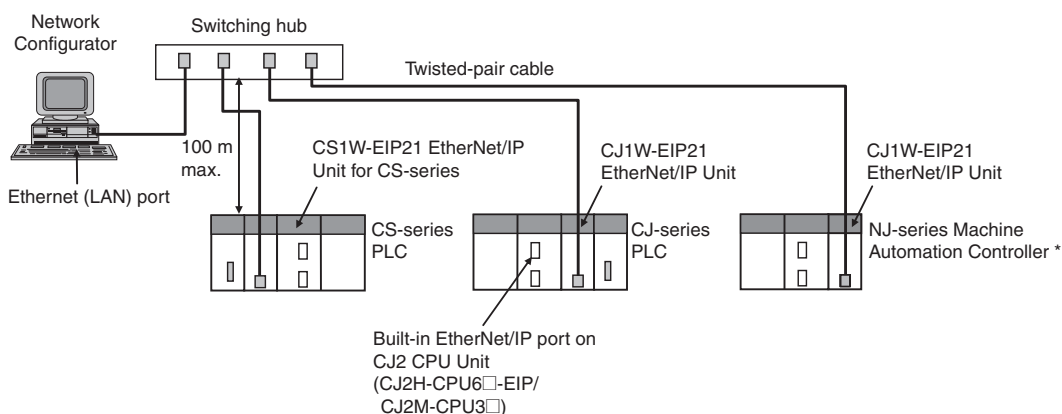 Network
Configurator
Switching hub
Twisted-pair cable
100 m
max.
CS1W-EIP21 EtherNet/IP
Unit for CS-series
CJ1W-EIP21
EtherNet/IP Unit
CJ1W-EIP21
EtherNet/IP Unit
Ethernet (LAN) port
CS-series
PLC
CJ-series
PLC
NJ-series Machine
Automation Controller *
Built-in EtherNet/IP port on
CJ2 CPU Unit
(CJ2H-CPU6□-EIP/
CJ2M-CPU3□)